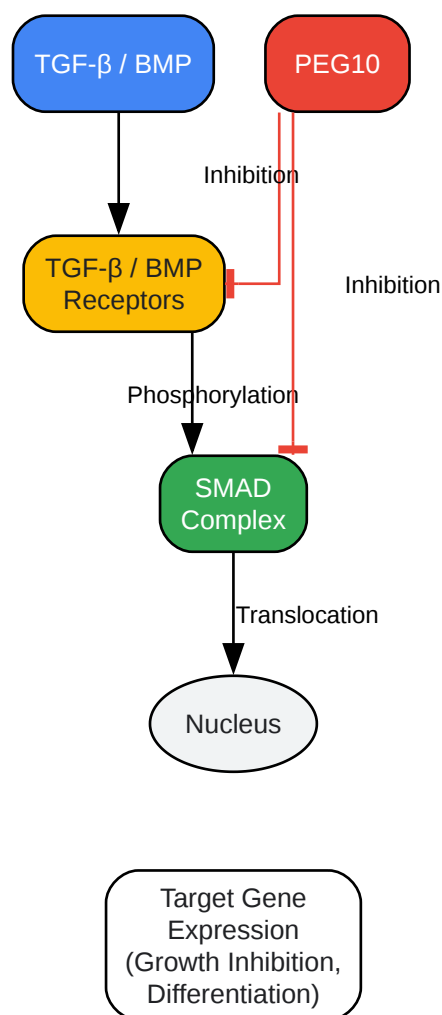 TGF-β / BMP
PEG10
Inhibition
TGF-β / BMP
Receptors
Inhibition
Phosphorylation
SMAD
Complex
Translocation
Nucleus
Target Gene
Expression
(Growth Inhibition,
Differentiation)